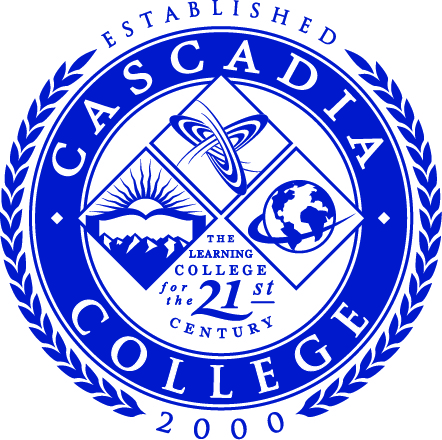 ESTABLISHED
CASCADIA
THE
LEARNING
COLLEGE
for
the 21st
CENTURY
COLLEGE
2000